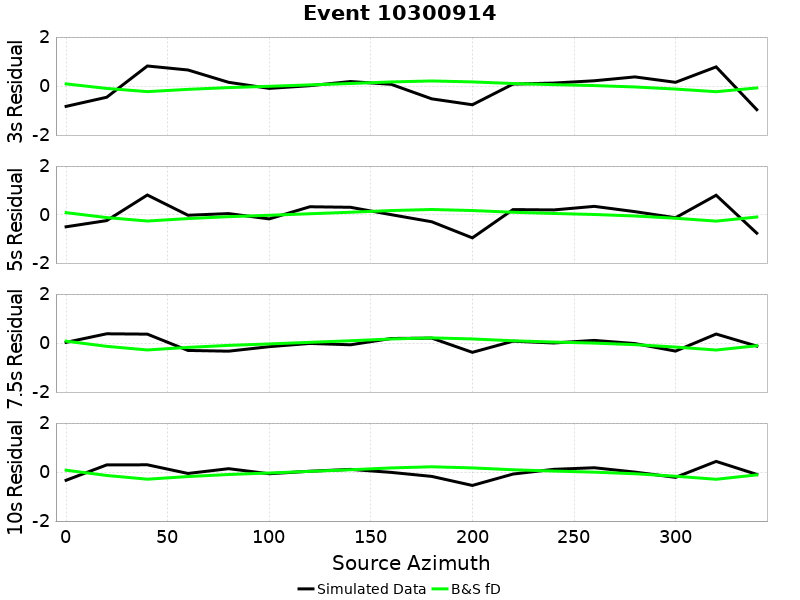 Event 10300914
3s Residual
2
0
-2
5s Residual
2
0
-2
7.5s Residual
2
0
-2
10s Residual
2
0
-2
0 50 100 150 200 250 300
Source Azimuth
Simulated Data B&S fD